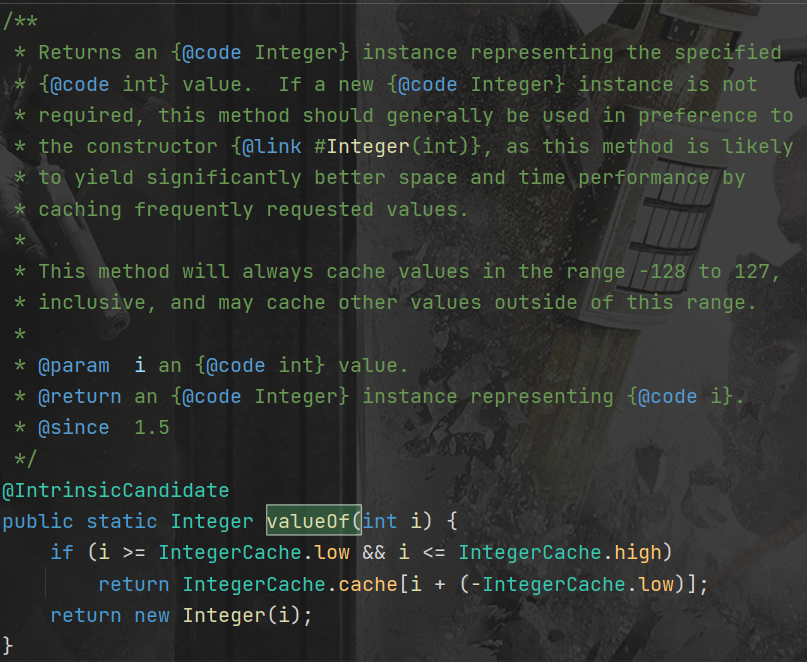 /**
 * Returns an {@code Integer} instance representing the specified
 * {@code int} value.  If a new {@code Integer} instance is not
 * required, this method should generally be used in preference to
 * the constructor {@link #Integer(int)}, as this method is likely
 * to yield significantly better space and time performance by
 * caching frequently requested values.
 *
 * This method will always cache values in the range -128 to 127,
 * inclusive, and may cache other values outside of this range.
 *
 * @param  i an {@code int} value.
 * @return an {@code Integer} instance representing {@code i}.
 * @since  1.5
 */
@IntrinsicCandidate
public static Integer valueOf(int i) {
    if (i >= IntegerCache.low && i <= IntegerCache.high)
        return IntegerCache.cache[i + (-IntegerCache.low)];
    return new Integer(i);
}